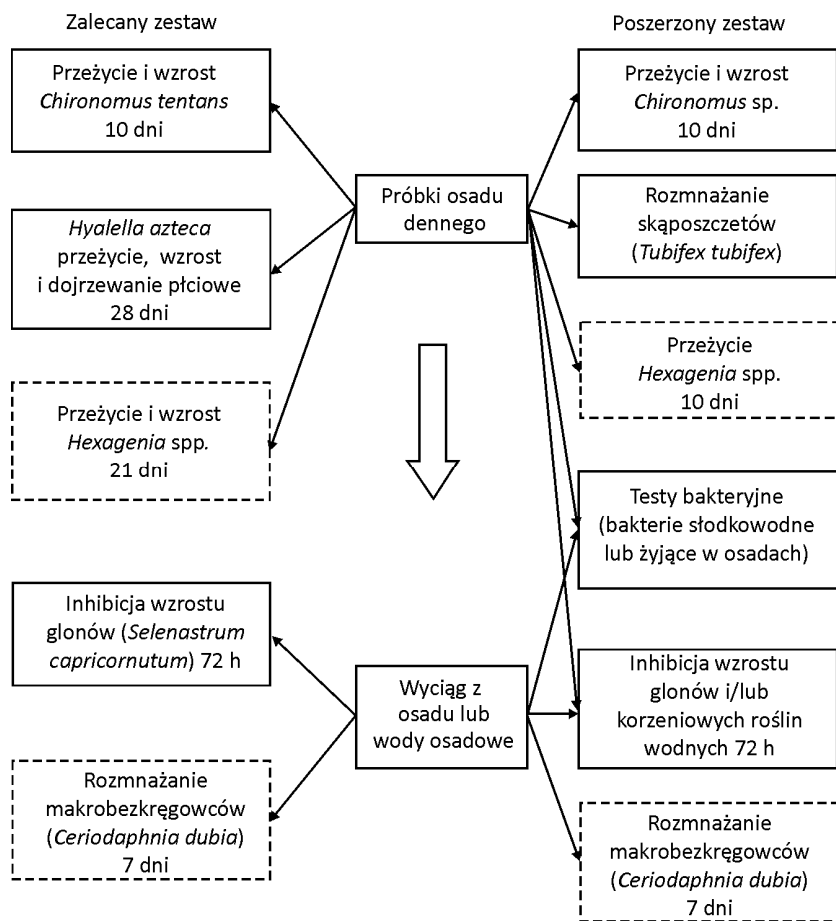 Zalecany zestaw
Przeżycie i wzrost
Chironomus tentans
10 dni
Hyalella azteca
przeżycie, wzrost
i dojrzewanie płciowe
28 dni
Przeżycie i wzrost
Hexagenia spp.
21 dni
Inhibicja wzrostu
glonów (Selenastrum
capricornutum) 72 h
Rozmnażanie
makrobezkręgowców
(Ceriodaphnia dubia)
7 dni
Próbki osadu
dennego
Wyciąg z
osadu lub
wody osadowe
Poszerzony zestaw
Przeżycie i wzrost
Chironomus sp.
10 dni
Rozmnażanie
skąposzczetów
(Tubifex tubifex)
Przeżycie
Hexagenia spp.
10 dni
Testy bakteryjne
(bakterie słodkowodne
lub żyjące w osadach)
Inhibicja wzrostu
glonów i/lub
korzeniowych roślin
wodnych 72 h
Rozmnażanie
makrobezkręgowców
(Ceriodaphnia dubia)
7 dni